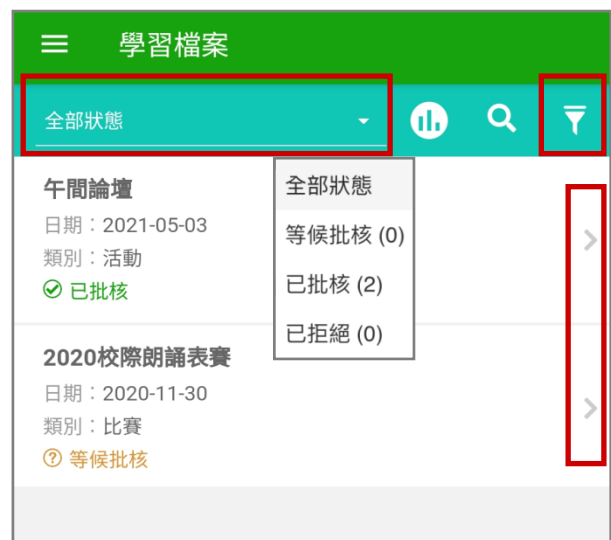 學習檔案
全部狀態
午間論壇
日期：2021-05-03
類別：活動
已批核
全部狀態
等候批核 (0)
已批核 (2)
已拒絕 (0)
2020校際朗誦表賽
日期：2020-11-30
類別：比賽
等候批核